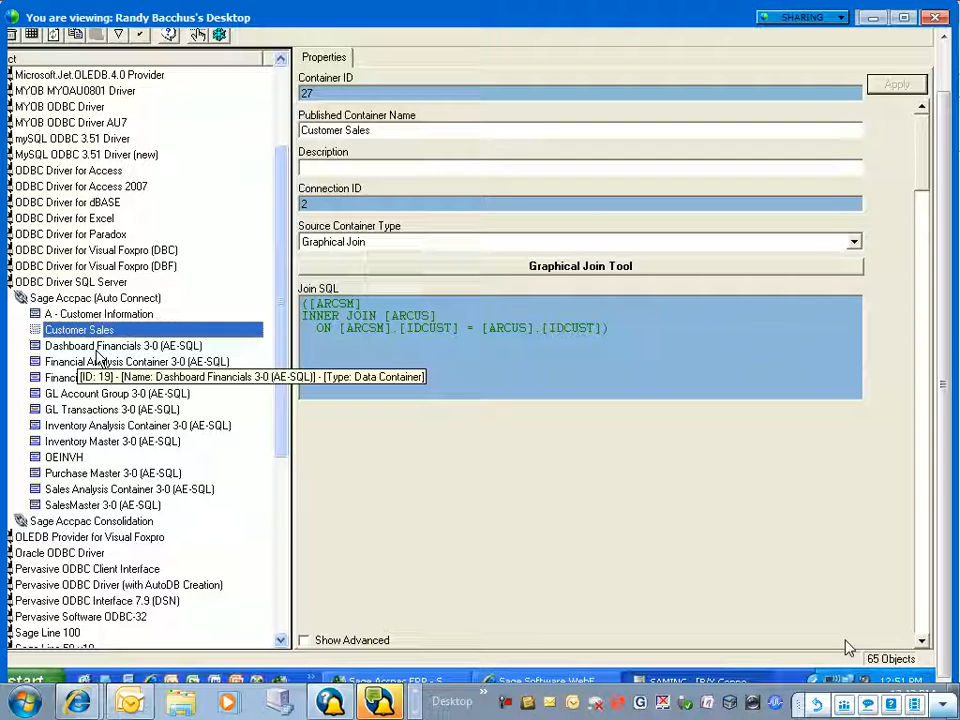 You are viewing: Randy Bacchus's Desktop
SHARING
ct
Microsoft.Jet.OLEDB.4.0 Provider
MYOB MYOAU0801 Driver
MYOB ODBC Driver
MYOB ODBC Driver AU7
mySQL ODBC 3.51 Driver
MySQL ODBC 3.51 Driver (new)
ODBC Driver for Access
ODBC Driver for Access 2007
ODBC Driver for dBASE
ODBC Driver for Excel
ODBC Driver for Paradox
ODBC Driver for Visual Foxpro (DBC)
ODBC Driver for Visual Foxpro (DBF)
ODBC Driver SQL Server
Sage Accpac (Auto Connect)
A - Customer Information
Customer Sales
Dashboard Financials 3-0 (AE-SQL)
Financial Analysis Container 3-0 (AE-SQL)
Financi
[ID: 19] - [Name: Dashboard Financials 3-0 (AE-SQL)] - [Type: Data Container]
GL Account Group 3-0 (AE-SQL)
GL Transactions 3-0 (AE-SQL)
Inventory Analysis Container 3-0 (AE-SQL)
Inventory Master 3-0 (AE-SQL)
OEINVH
Purchase Master 3-0 (AE-SQL)
Sales Analysis Container 3-0 (AE-SQL)
SalesMaster 3-0 (AE-SQL)
Sage Accpac Consolidation
OLEDB Provider for Visual Foxpro
Oracle ODBC Driver
Pervasive ODBC Client Interface
Pervasive ODBC Driver (with AutoDB Creation)
Pervasive ODBC Interface 7.9 (DSN)
Pervasive Software ODBC-32
Sage Line 100
Properties
Container ID
27
Apply
Published Container Name
Customer Sales
Description
Connection ID
2
Source Container Type
Graphical Join
Graphical Join Tool
Join SQL
([ARCSM]
INNER JOIN [ARCUS]
ON [ARCSM].[IDCUST] = [ARCUS].[IDCUST])
Show Advanced
65 Objects
start
Sage Accpac ERP - S
Sage Software WebE
12:51 PM
Desktop